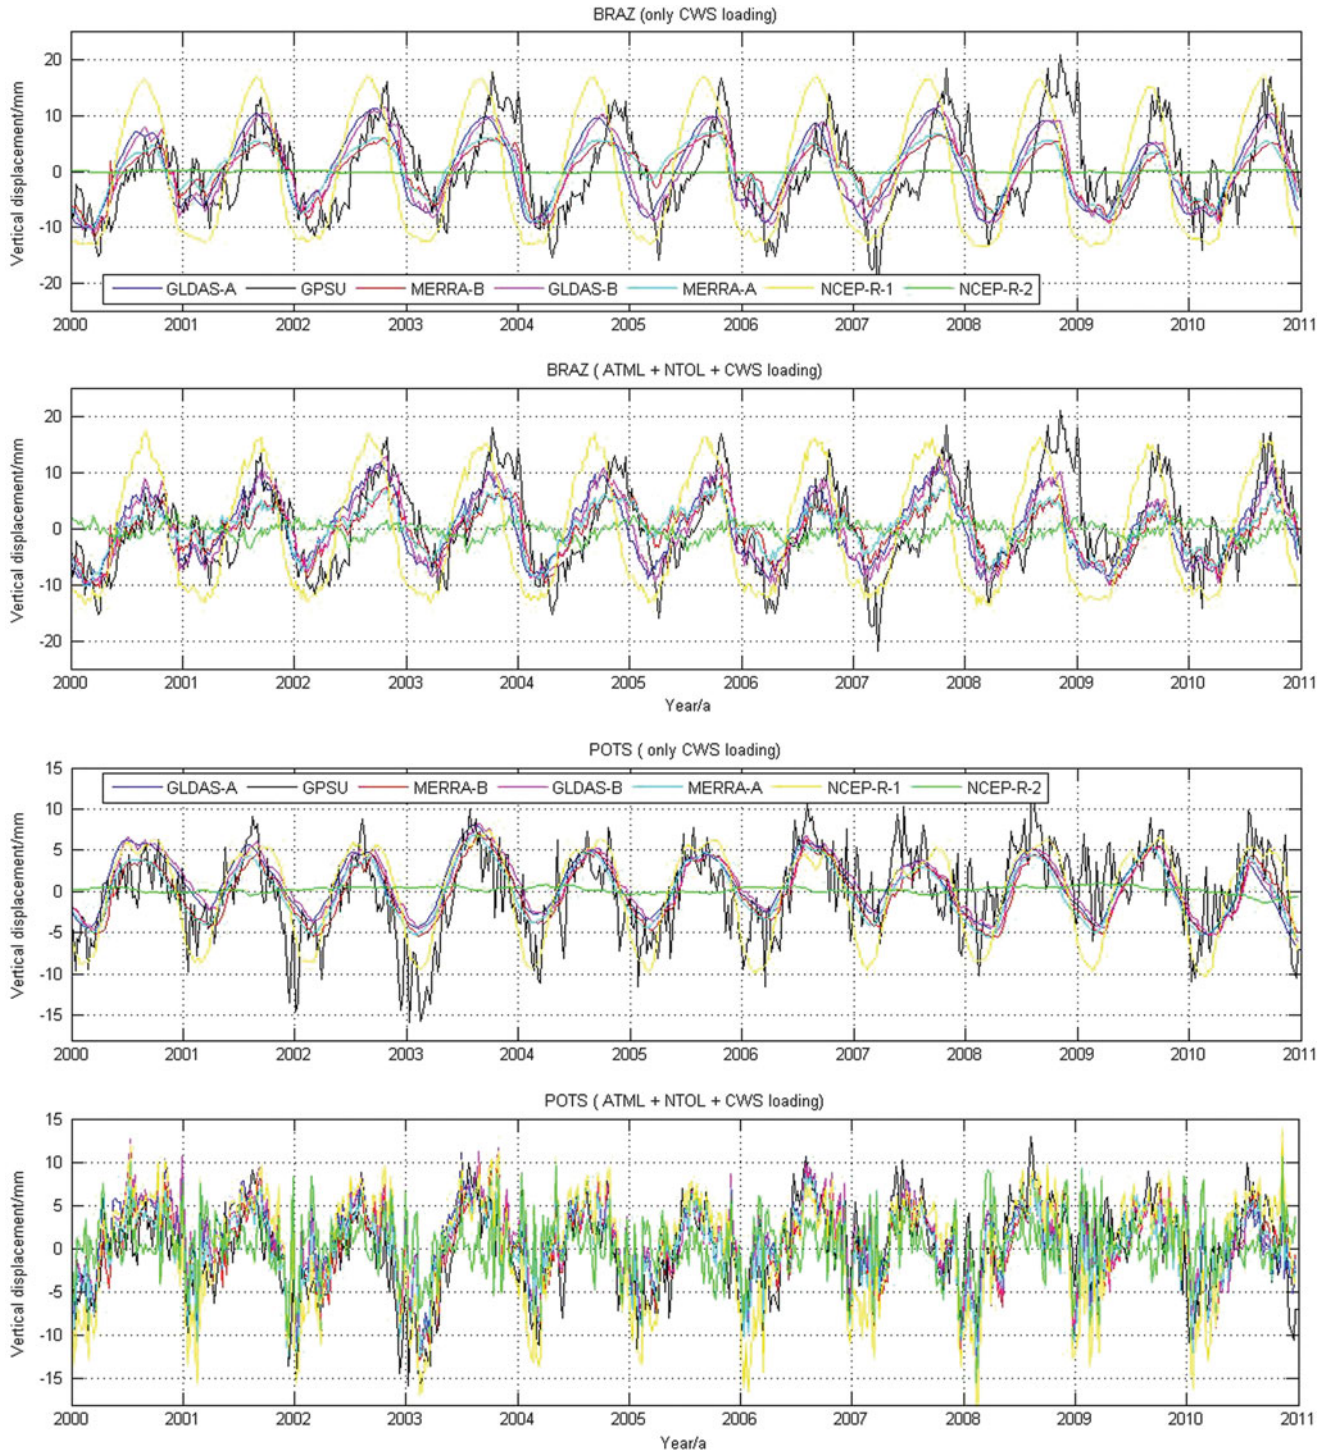 BRAZ (only CWS loading)
Vertical displacement/mm
20
10
0
-10
-20
GLDAS-A GPSU MERRA-B GLDAS-B MERRA-A NCEP-R-1 NCEP-R-2
2000 2001 2002 2003 2004 2005 2006 2007 2008 2009 2010 2011
BRAZ ( ATML + NTOL + CWS loading)
Vertical displacement/mm
20
10
0
-10
-20
2000 2001 2002 2003 2004 2005 2006 2007 2008 2009 2010 2011
Year/a
POTS ( only CWS loading)
Vertical displacement/mm
15
10
5
0
-5
-10
-15
GLDAS-A GPSU MERRA-B GLDAS-B MERRA-A NCEP-R-1 NCEP-R-2
2000 2001 2002 2003 2004 2005 2006 2007 2008 2009 2010 2011
POTS ( ATML + NTOL + CWS loading)
Vertical displacement/mm
15
10
5
0
-5
-10
-15
2000 2001 2002 2003 2004 2005 2006 2007 2008 2009 2010 2011
Year/a